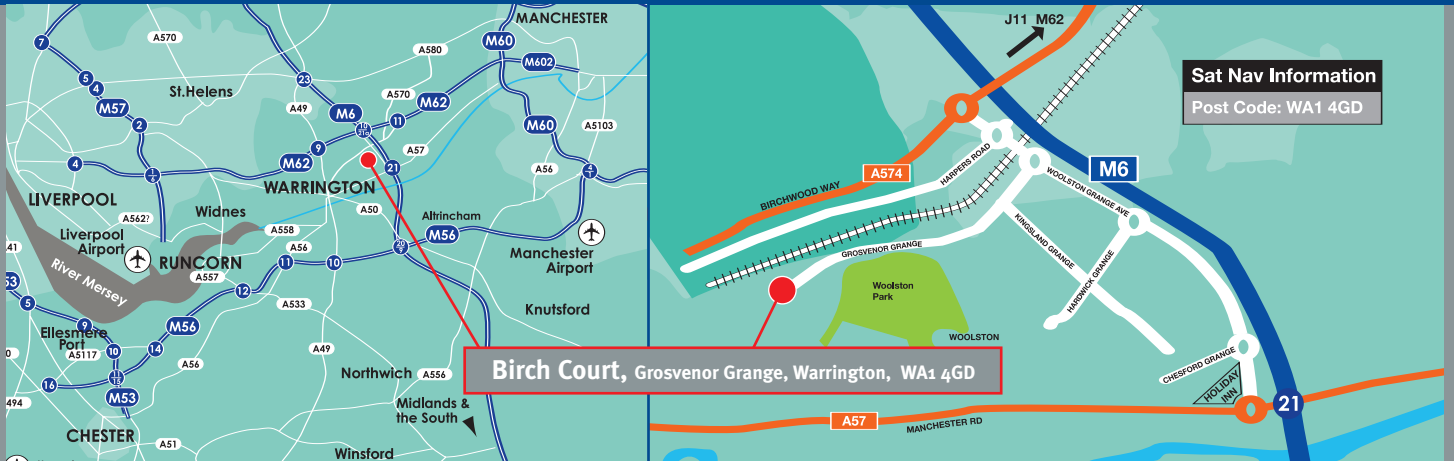 MANCHESTER
7
A570
M60
A580
M602
5
4
23
St.Helens
M57
A49
A570
M62
M6
11
2
M60
A5103
9
A57
4
M62
21
A56
WARRINGTON
LIVERPOOL
A50
Widnes
A562?
Altrincham
Liverpool
Airport
A558
M56
.41
A56
Manchester
Airport
RUNCORN
River Mersey
11
10
A557
53
12
5
A533
Knutsford
9
M56
Ellesmere
Port
A5117
10
14
A49
A56
16
Northwich
A556
M53
494
Midlands &
the South
CHESTER
A51
Winsford
J11 M62
Sat Nav Information
Post Code: WA1 4GD
HARPERS ROAD
M6
A574
BIRCHWOOD WAY
WOOLSTON GRANGE AVE
KINGSLAND GRANGE
GROSVENOR GRANGE
HARDWICK GRANGE
Woolston
Park
WOOLSTON
CHESFORD GRANGE
HOLIDAY
INN
Birch Court, Grosvenor Grange, Warrington, WA1 4GD
21
A57
MANCHESTER RD